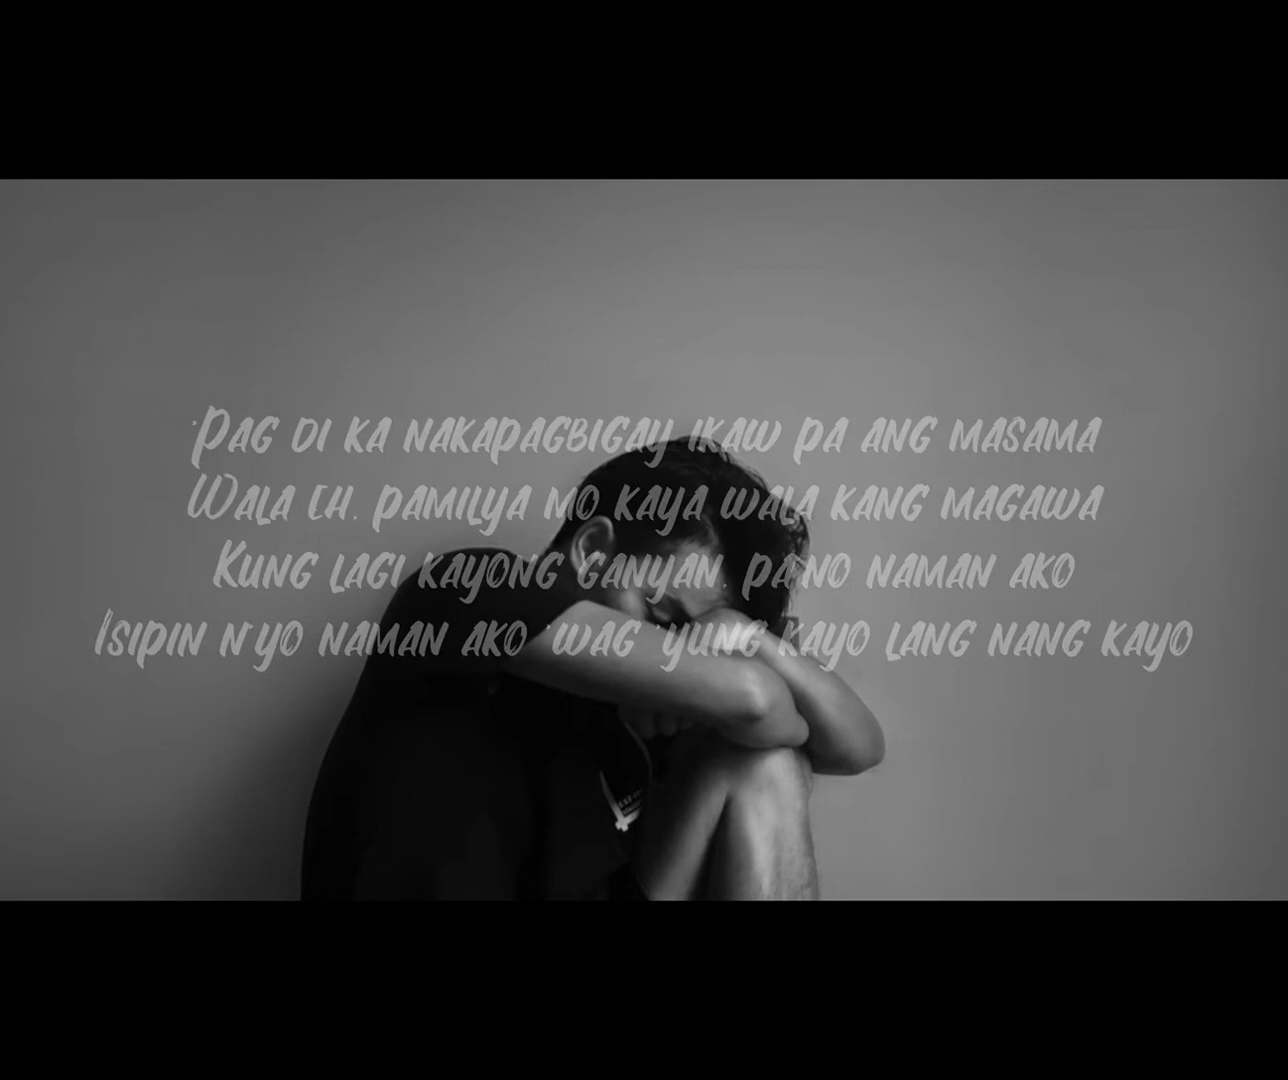 'Pag di ka nakapagbigay ikaw pa ang masama
Wala eh, pamilya mo kaya wala kang magawa
Kung lagi kayong ganyan, pa'no naman ako
Isipin n'yo naman ako 'wag 'yung kayo lang nang kayo